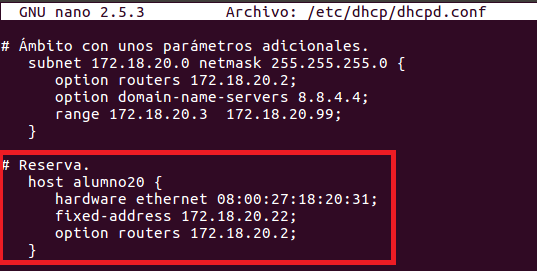 GNU nano 2.5.3 Archivo: /etc/dhcp/dhcpd.conf
# Ámbito con unos parámetros adicionales.
subnet 172.18.20.0 netmask 255.255.255.0 {
option routers 172.18.20.2;
option domain-name-servers 8.8.4.4;
range 172.18.20.3 172.18.20.99;
}
# Reserva.
host alumno20 {
hardware ethernet 08:00:27:18:20:31;
fixed-address 172.18.20.22;
option routers 172.18.20.2;
}